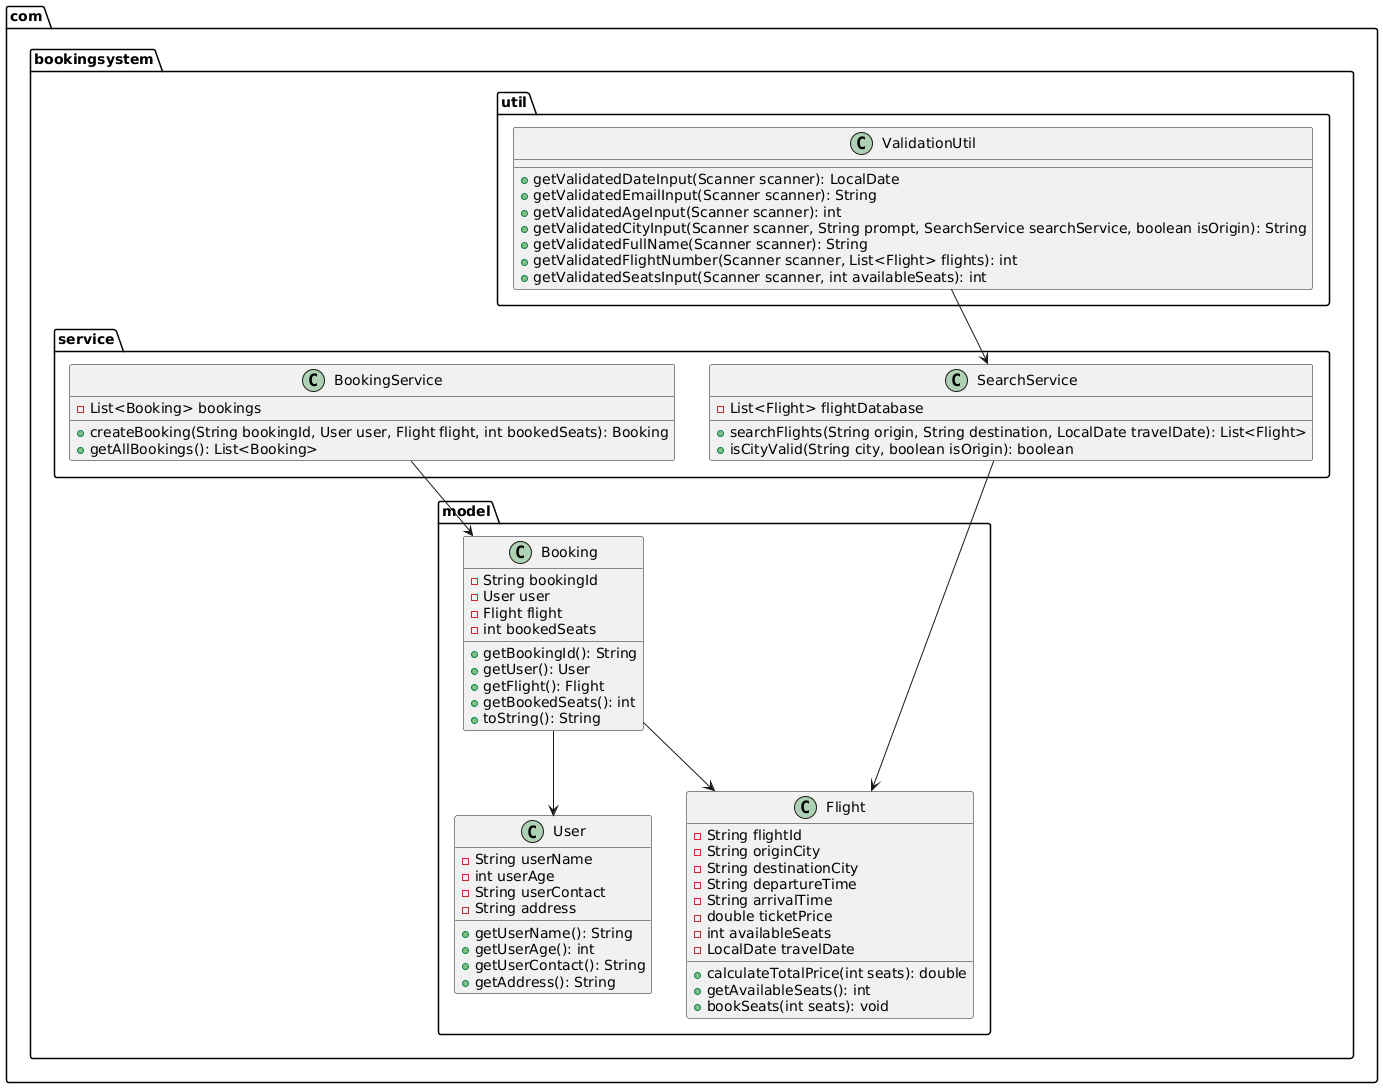 com
bookingsystem
util
C ValidationUtil
getValidatedDateInput(Scanner scanner): LocalDate
getValidatedEmailInput(Scanner scanner): String
getValidatedAgeInput(Scanner scanner): int
getValidatedCityInput(Scanner scanner, String prompt, SearchService searchService, boolean isOrigin): String
getValidatedFullName(Scanner scanner): String
getValidatedFlightNumber(Scanner scanner, List<Flight> flights): int
getValidatedSeatsInput(Scanner scanner, int availableSeats): int
service
C BookingService
List<Booking> bookings
createBooking(String bookingId, User user, Flight flight, int bookedSeats): Booking
getAllBookings(): List<Booking>
C SearchService
List<Flight> flightDatabase
searchFlights(String origin, String destination, LocalDate travelDate): List<Flight>
isCityValid(String city, boolean isOrigin): boolean
model
C Booking
String bookingId
User user
Flight flight
int bookedSeats
getBookingId(): String
getUser(): User
getFlight(): Flight
getBookedSeats(): int
toString(): String
C User
String userName
int userAge
String userContact
String address
getUserName(): String
getUserAge(): int
getUserContact(): String
getAddress(): String
C Flight
String flightId
String originCity
String destinationCity
String departureTime
String arrivalTime
double ticketPrice
int availableSeats
LocalDate travelDate
calculateTotalPrice(int seats): double
getAvailableSeats(): int
bookSeats(int seats): void